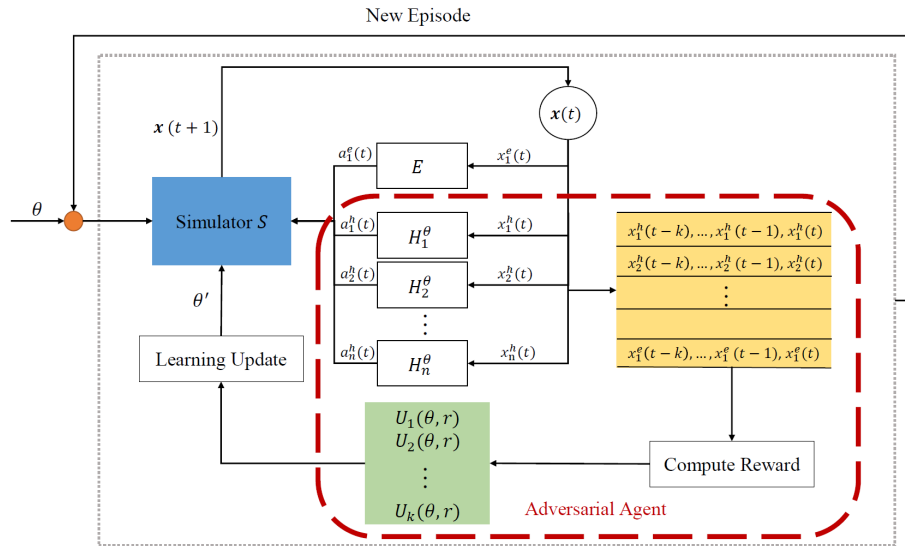 New Episode
𝒙(t)
𝒙 (t + 1)
a₁ᵉ(t)
E
x₁ᵉ(t)
θ
Simulator S
a₁ʰ(t)
H₁^θ
x₁ʰ(t)
x₁ʰ(t − k), …, x₁ʰ(t − 1), x₁ʰ(t)
a₂ʰ(t)
H₂^θ
x₂ʰ(t)
x₂ʰ(t − k), …, x₂ʰ(t − 1), x₂ʰ(t)
⋮
θ′
⋮
Learning Update
aₙʰ(t)
Hₙ^θ
xₙʰ(t)
x₁ᵉ(t − k), …, x₁ᵉ(t − 1), x₁ᵉ(t)
U₁(θ, r)
U₂(θ, r)
⋮
Uₖ(θ, r)
Compute Reward
Adversarial Agent